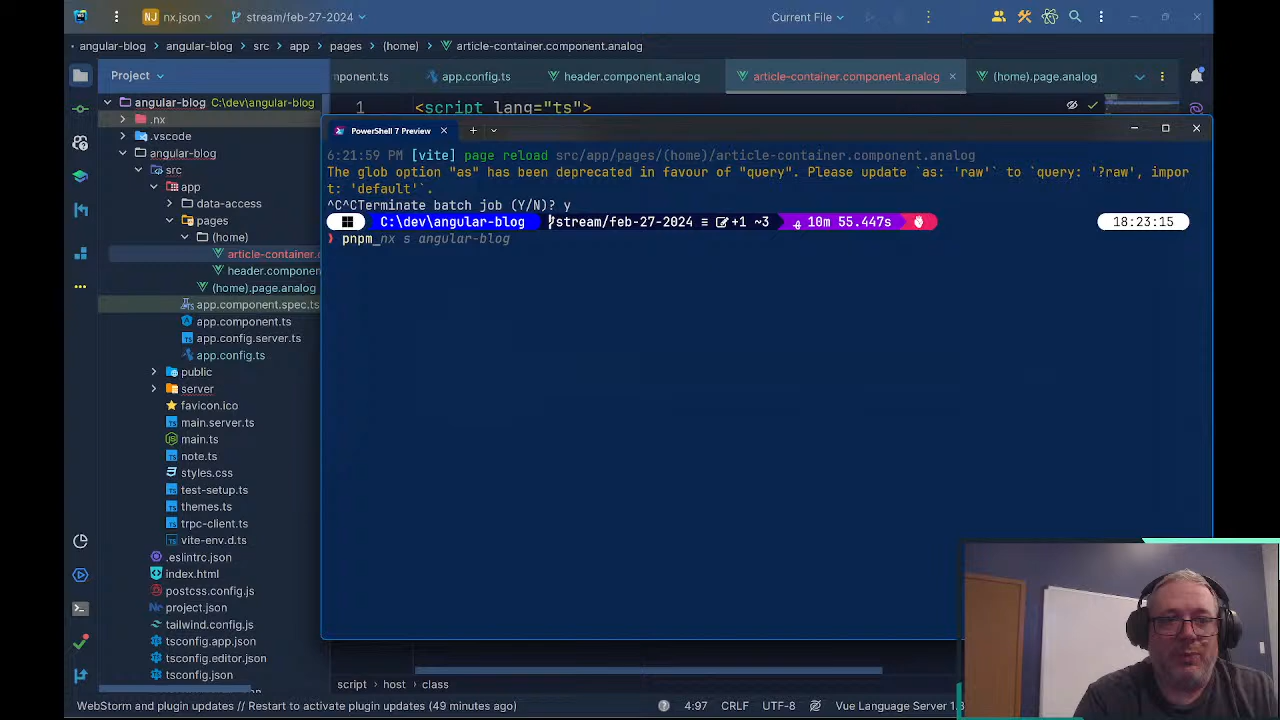 NJ nx.json stream/feb-27-2024 Current File
angular-blog angular-blog src app pages (home) article-container.component.analog
Project
ponent.ts app.config.ts header.component.analog article-container.component.analog (home).page.analog
angular-blog C:\dev\angular-blog
1 <script lang="ts">
.nx
.vscode
angular-blog
src
app
data-access
pages
(home)
article-container.c
header.componen
(home).page.analog
app.component.spec.ts
app.component.ts
app.config.server.ts
app.config.ts
public
server
favicon.ico
main.server.ts
main.ts
note.ts
styles.css
test-setup.ts
themes.ts
trpc-client.ts
vite-env.d.ts
.eslintrc.json
index.html
postcss.config.js
project.json
tailwind.config.js
tsconfig.app.json
tsconfig.editor.json
tsconfig.json
PowerShell 7 Preview
6:21:59 PM [vite] page reload src/app/pages/(home)/article-container.component.analog
The glob option "as" has been deprecated in favour of "query". Please update `as: 'raw'` to `query: '?raw', impor
t: 'default'`.
^C^CTerminate batch job (Y/N)? y
C:\dev\angular-blog stream/feb-27-2024 ≡ +1 ~3 10m 55.447s 18:23:15
❯ pnpm_nx s angular-blog
script host class
WebStorm and plugin updates // Restart to activate plugin updates (49 minutes ago) 4:97 CRLF UTF-8 Vue Language Server 1.8